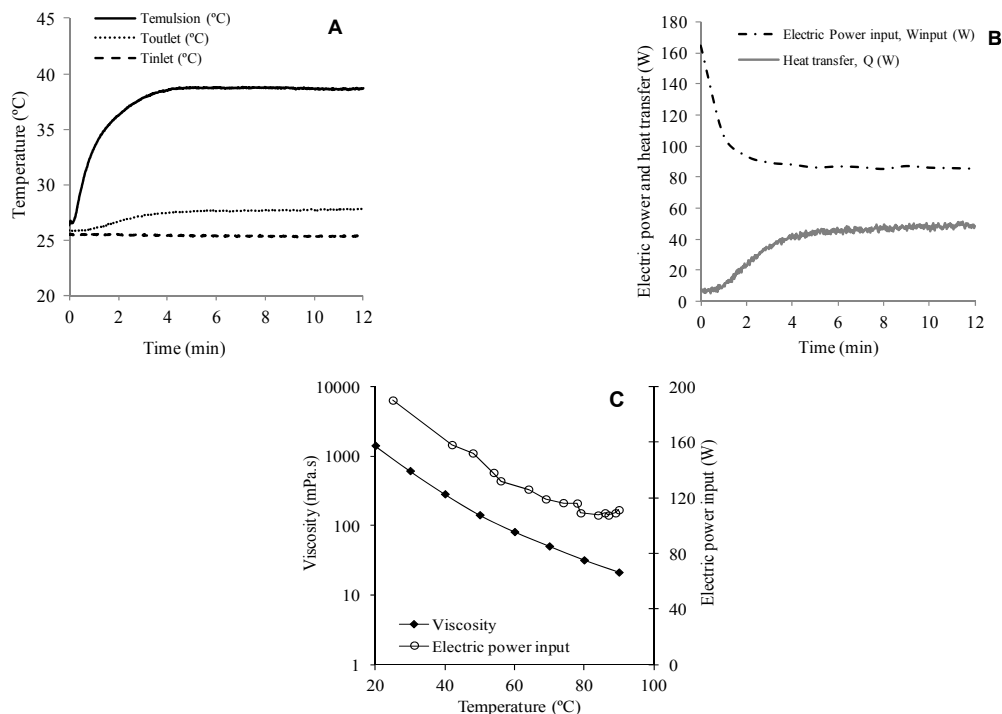 A
Temulsion (ºC)
Toutlet (ºC)
Tinlet (ºC)
Temperature (ºC)
45
40
35
30
25
20
0 2 4 6 8 10 12
Time (min)
B
Electric Power input, Winput (W)
Heat transfer, Q (W)
Electric power and heat transfer (W)
180
160
140
120
100
80
60
40
20
0
0 2 4 6 8 10 12
Time (min)
C
Viscosity (mPa.s)
10000
1000
100
10
1
Viscosity
Electric power input
200
160
120
80
40
0
Electric power input (W)
20 40 60 80 100
Temperature (ºC)